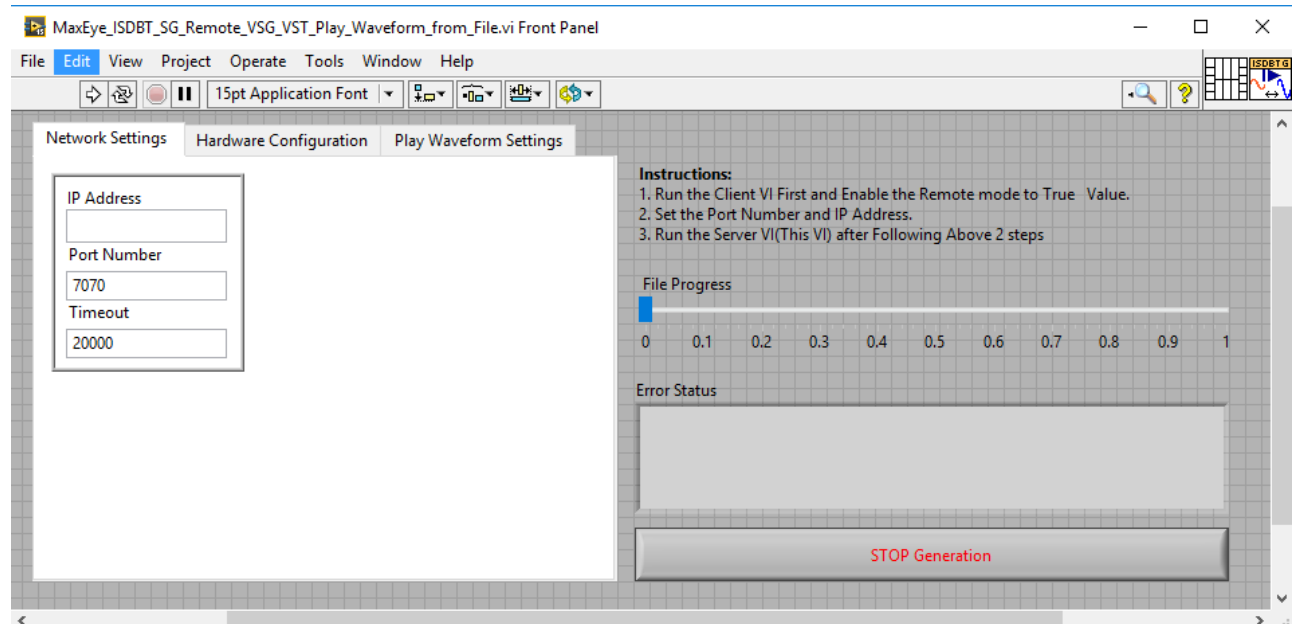 MaxEye_ISDBT_SG_Remote_VSG_VST_Play_Waveform_from_File.vi Front Panel
File Edit View Project Operate Tools Window Help
15pt Application Font
ISDBT G
Network Settings Hardware Configuration Play Waveform Settings
IP Address
Port Number
7070
Timeout
20000
Instructions:
1. Run the Client VI First and Enable the Remote mode to True Value.
2. Set the Port Number and IP Address.
3. Run the Server VI(This VI) after Following Above 2 steps
File Progress
0 0.1 0.2 0.3 0.4 0.5 0.6 0.7 0.8 0.9 1
Error Status
STOP Generation